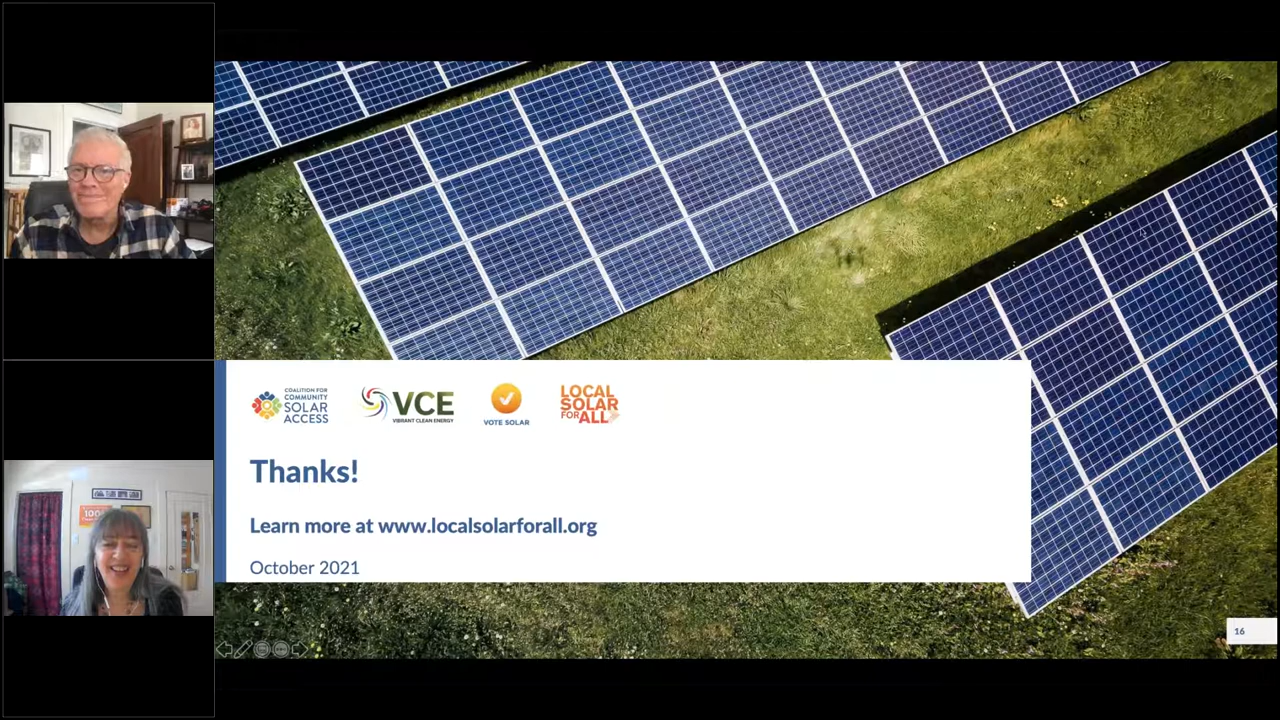 COALITION FOR
COMMUNITY
SOLAR
ACCESS
VCE
VIBRANT CLEAN ENERGY
VOTE SOLAR
LOCAL
SOLAR
FOR ALL
Thanks!
Learn more at www.localsolarforall.org
October 2021
16
100%